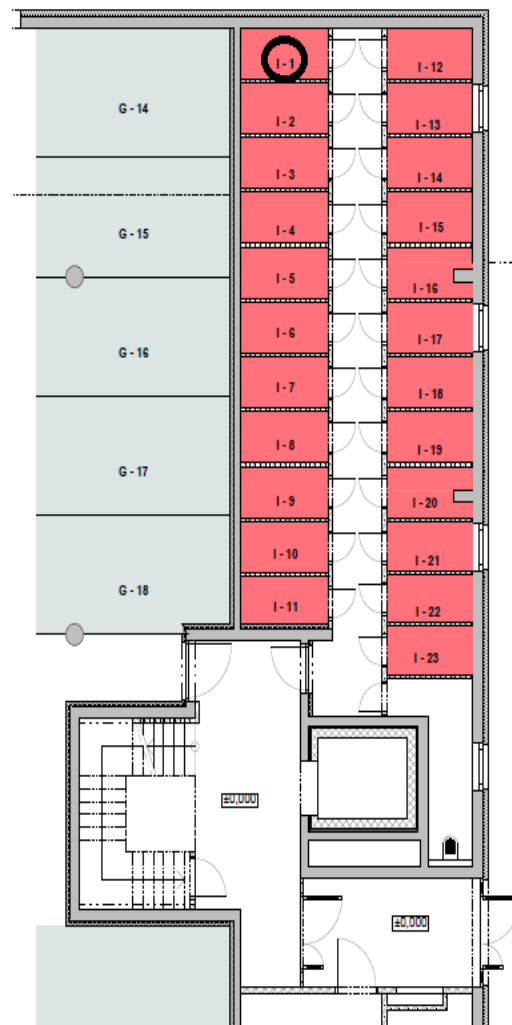 G - 14
G - 15
G - 16
G - 17
G - 18
I - 1
I - 2
I - 3
I - 4
I - 5
I - 6
I - 7
I - 8
I - 9
I - 10
I - 11
I - 12
I - 13
I - 14
I - 15
I - 16
I - 17
I - 18
I - 19
I - 20
I - 21
I - 22
I - 23
±0,000
±0,000